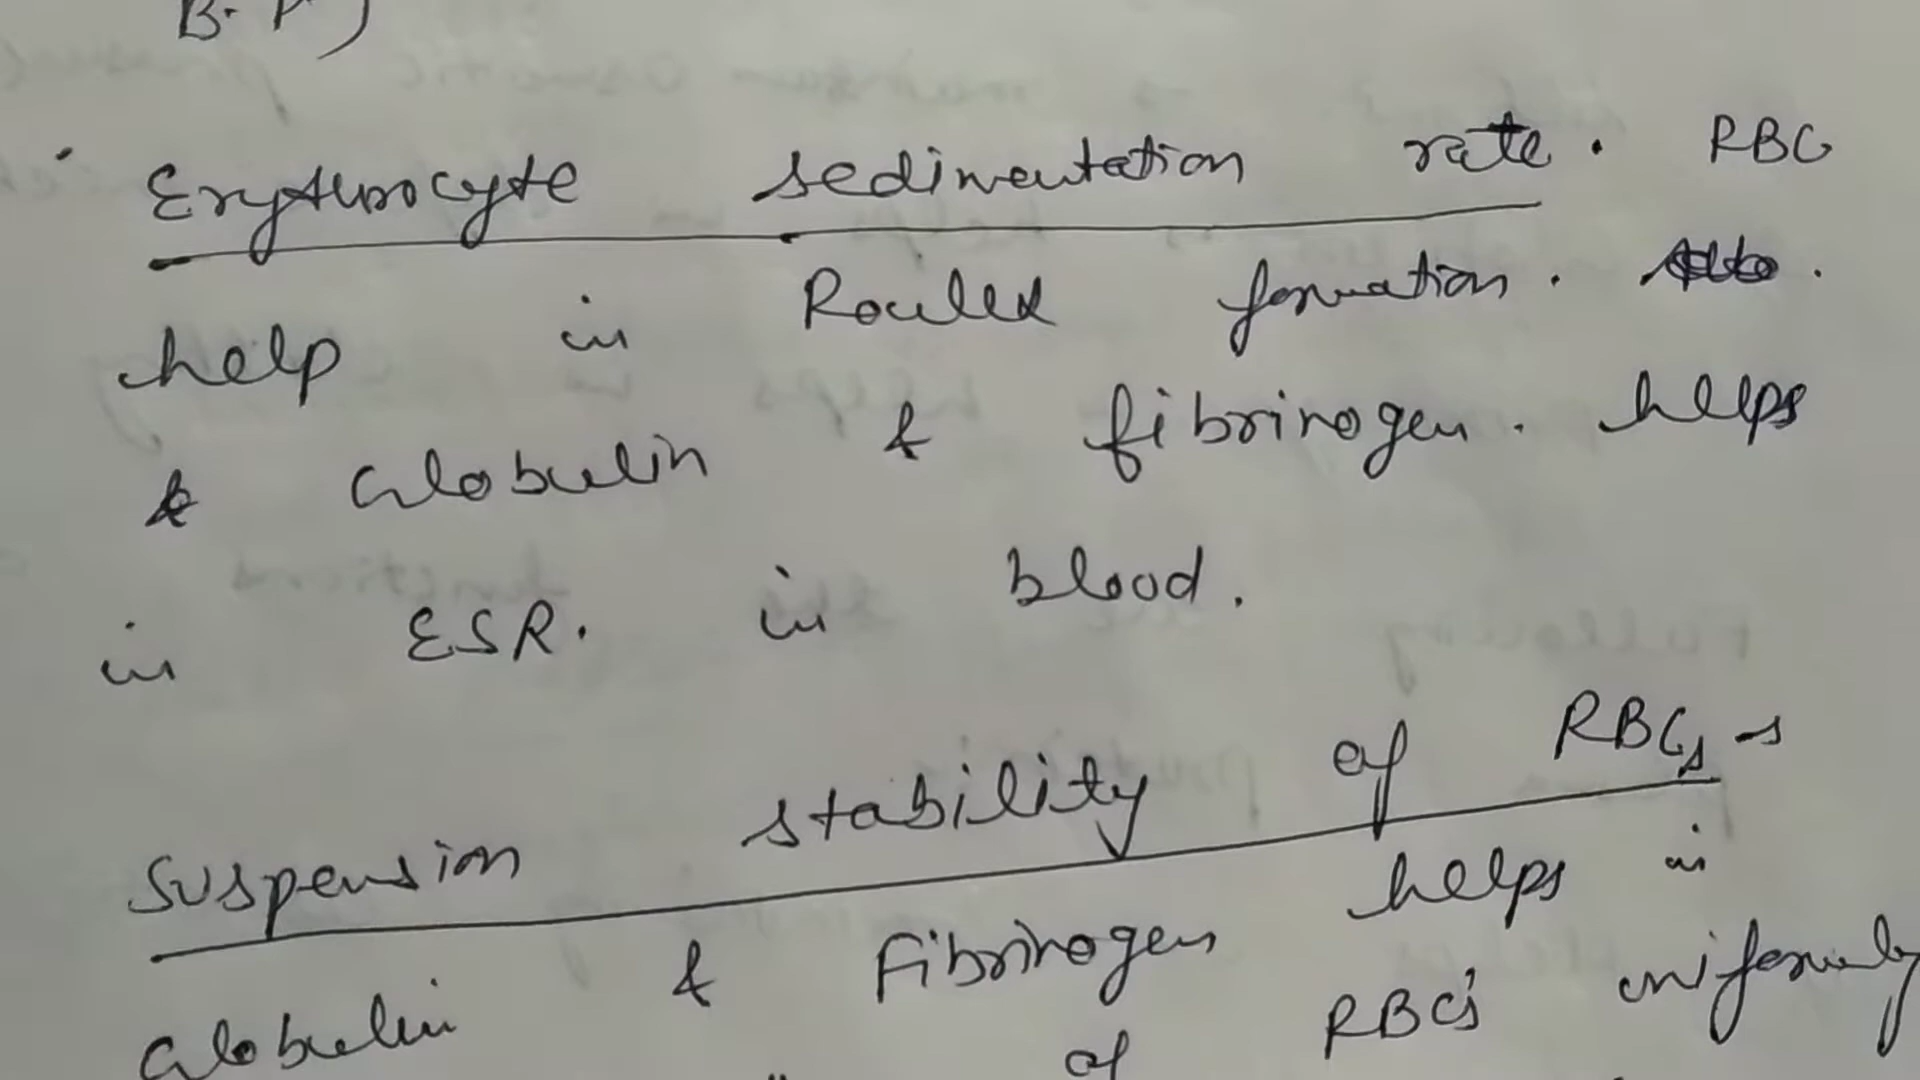 B.P)
Erythrocyte sedimentation rate. RBC
help in Roulex formation.
& Globulin & fibrinogen. helps
in ESR. in blood.
Suspension stability of RBCs →
Globulin & Fibrinogen helps in
of RBC's uniformly